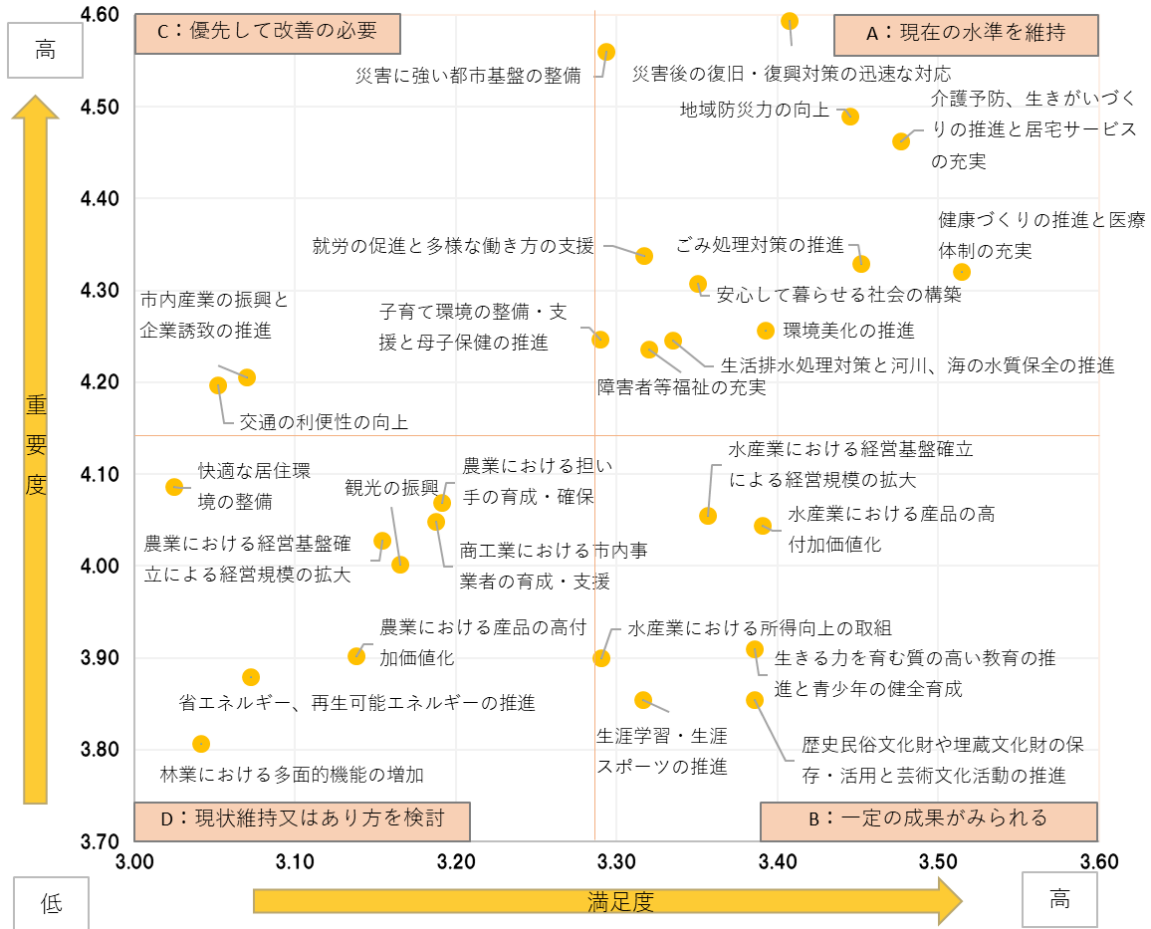 4.60
高
C：優先して改善の必要
A：現在の水準を維持
災害に強い都市基盤の整備
災害後の復旧・復興対策の迅速な対応
4.50
地域防災力の向上
介護予防、生きがいづく
りの推進と居宅サービス
の充実
4.40
就労の促進と多様な働き方の支援
ごみ処理対策の推進
健康づくりの推進と医療
体制の充実
4.30
安心して暮らせる社会の構築
市内産業の振興と
企業誘致の推進
子育て環境の整備・支
援と母子保健の推進
環境美化の推進
生活排水処理対策と河川、海の水質保全の推進
障害者等福祉の充実
4.20
交通の利便性の向上
重要度
4.10
快適な居住環
境の整備
観光の振興
農業における担い
手の育成・確保
水産業における経営基盤確立
による経営規模の拡大
農業における経営基盤確
立による経営規模の拡大
商工業における市内事
業者の育成・支援
水産業における産品の高
付加価値化
4.00
農業における産品の高付
加価値化
水産業における所得向上の取組
3.90
生きる力を育む質の高い教育の推
進と青少年の健全育成
省エネルギー、再生可能エネルギーの推進
生涯学習・生涯
スポーツの推進
歴史民俗文化財や埋蔵文化財の保
存・活用と芸術文化活動の推進
3.80
林業における多面的機能の増加
D：現状維持又はあり方を検討
B：一定の成果がみられる
3.70
3.00
3.10
3.20
3.30
3.40
3.50
3.60
低
満足度
高